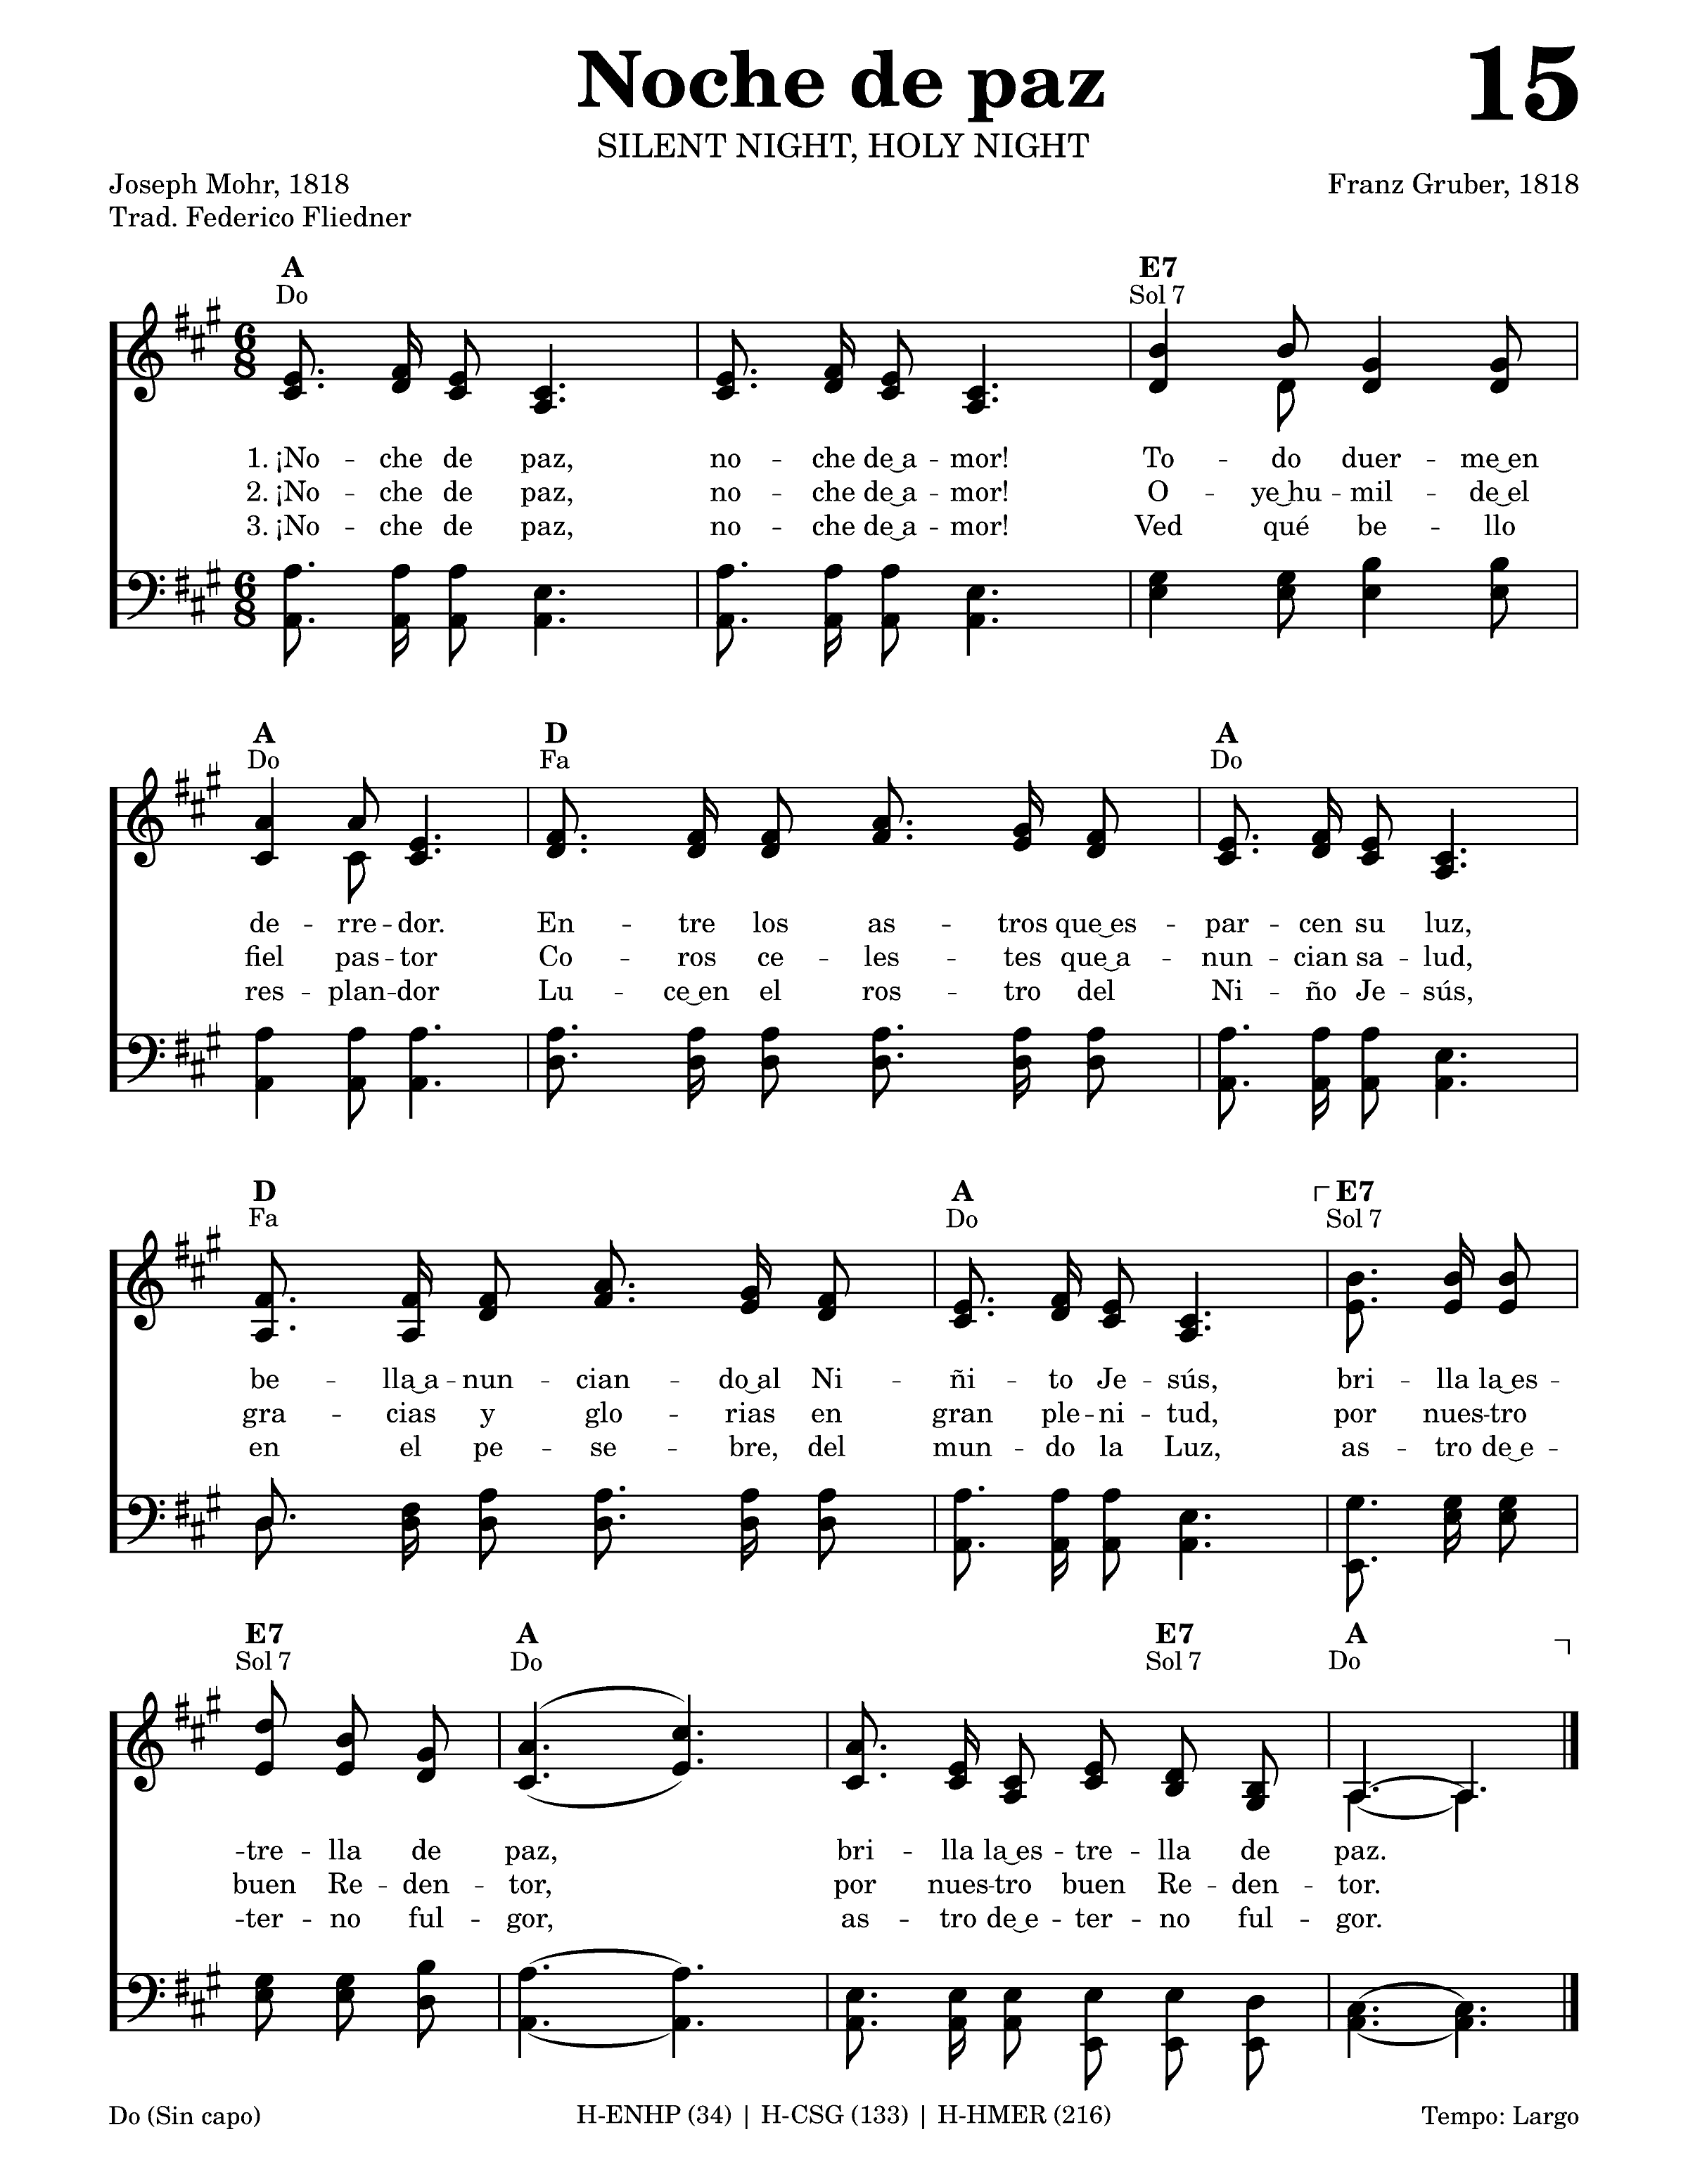 Noche de paz 15
SILENT NIGHT, HOLY NIGHT
Joseph Mohr, 1818 Franz Gruber, 1818
Trad. Federico Fliedner
A E7
Do Sol 7
6 8
1. ¡No - che de paz, no - che de‿a - mor! To - do duer - me‿en
2. ¡No - che de paz, no - che de‿a - mor! O - ye‿hu - mil - de‿el
3. ¡No - che de paz, no - che de‿a - mor! Ved qué be - llo
6 8
A D A
Do Fa Do
de - rre - dor. En - tre los as - tros que‿es - par - cen su luz,
fiel pas - tor Co - ros ce - les - tes que‿a - nun - cian sa - lud,
res - plan - dor Lu - ce‿en el ros - tro del Ni - ño Je - sús,
D A E7
Fa Do Sol 7
be - lla‿a - nun - cian - do‿al Ni - ñi - to Je - sús, bri - lla la‿es -
gra - cias y glo - rias en gran ple - ni - tud, por nues - tro
en el pe - se - bre, del mun - do la Luz, as - tro de‿e -
E7 A E7 A
Sol 7 Do Sol 7 Do
-tre - lla de paz, bri - lla la‿es - tre - lla de paz.
buen Re - den - tor, por nues - tro buen Re - den - tor.
-ter - no ful - gor, as - tro de‿e - ter - no ful - gor.
Do (Sin capo) H-ENHP (34) | H-CSG (133) | H-HMER (216) Tempo: Largo